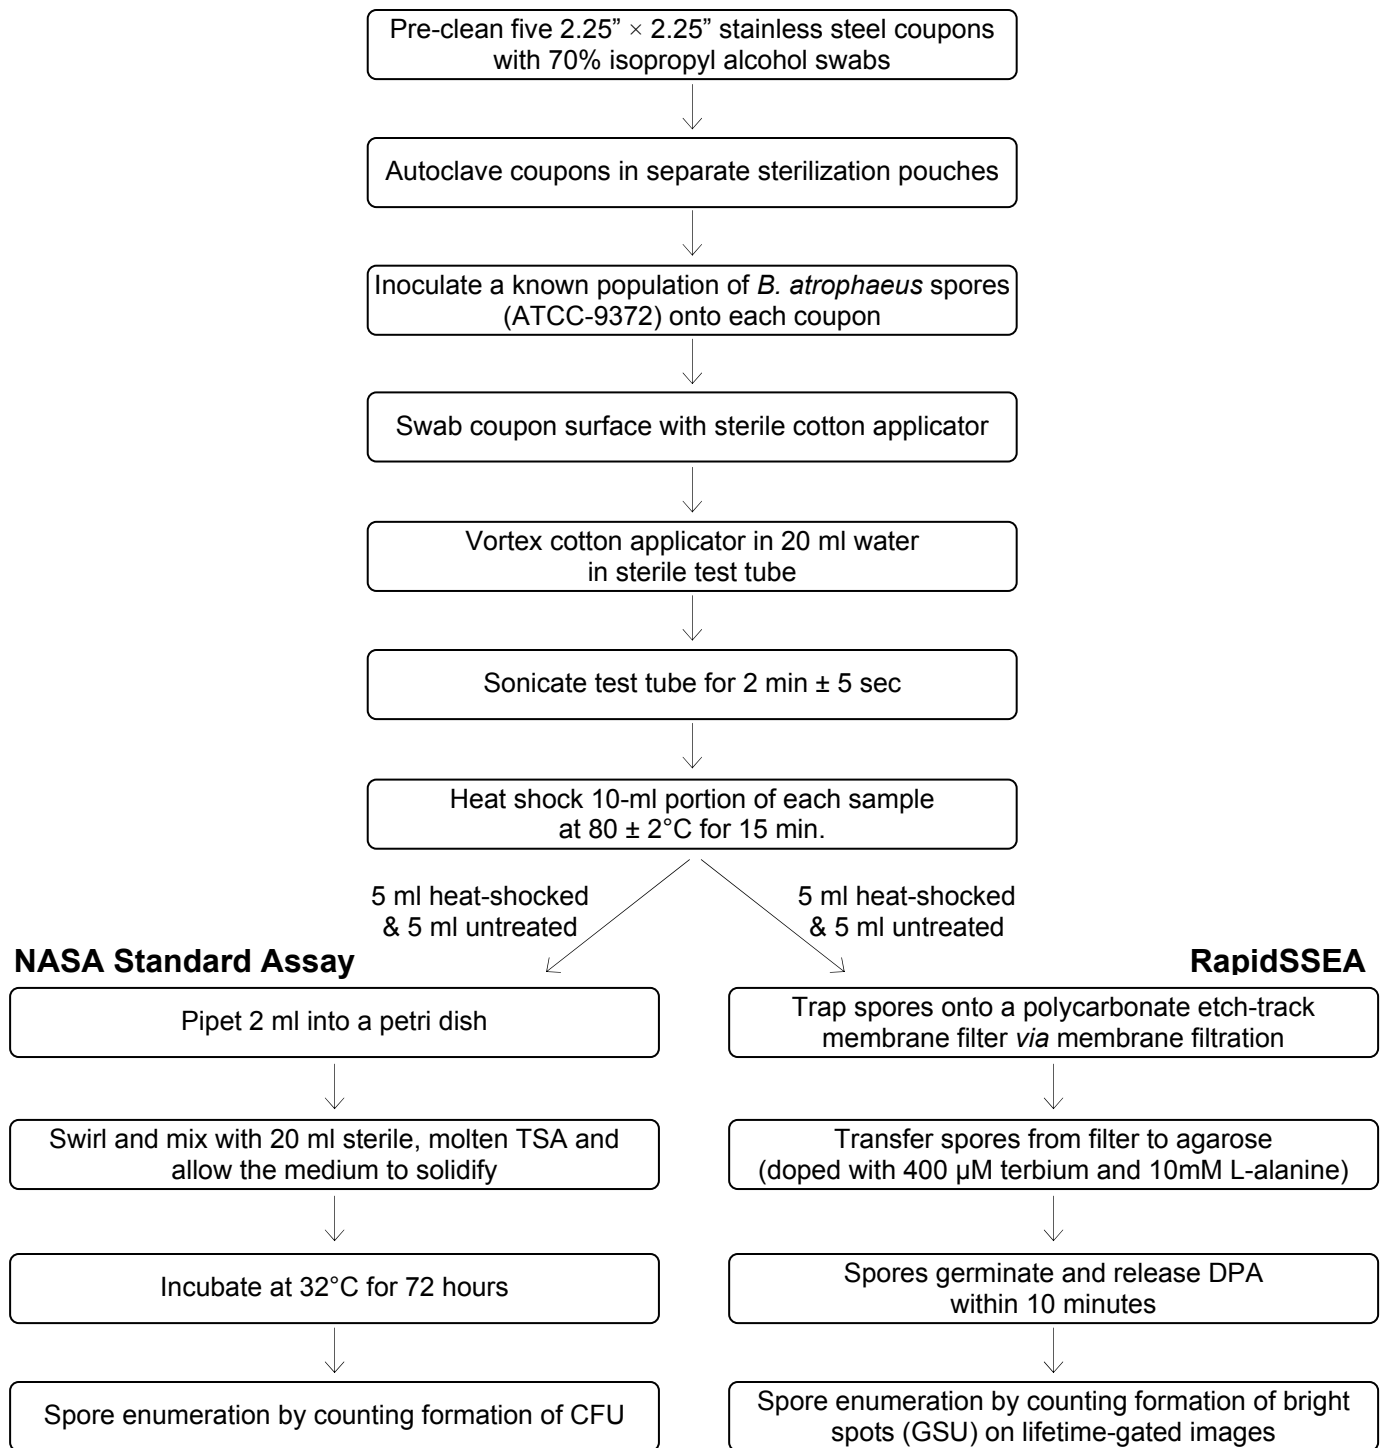 Pre-clean five 2.25” × 2.25” stainless steel coupons
with 70% isopropyl alcohol swabs
Autoclave coupons in separate sterilization pouches
Inoculate a known population of B. atrophaeus spores
(ATCC-9372) onto each coupon
Swab coupon surface with sterile cotton applicator
Vortex cotton applicator in 20 ml water
in sterile test tube
Sonicate test tube for 2 min ± 5 sec
Heat shock 10-ml portion of each sample
at 80 ± 2°C for 15 min.
5 ml heat-shocked
& 5 ml untreated
5 ml heat-shocked
& 5 ml untreated
NASA Standard Assay
Pipet 2 ml into a petri dish
Swirl and mix with 20 ml sterile, molten TSA and
allow the medium to solidify
Incubate at 32°C for 72 hours
Spore enumeration by counting formation of CFU
RapidSSEA
Trap spores onto a polycarbonate etch-track
membrane filter via membrane filtration
Transfer spores from filter to agarose
(doped with 400 µM terbium and 10mM L-alanine)
Spores germinate and release DPA
within 10 minutes
Spore enumeration by counting formation of bright
spots (GSU) on lifetime-gated images